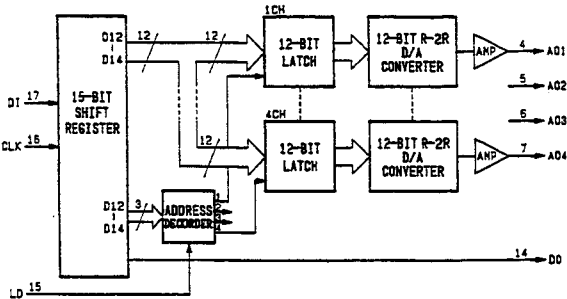 1CH
15-BIT
SHIFT
REGISTER
D12
D14
12
12
12-BIT
LATCH
12-BIT R-2R
D/A
CONVERTER
AMP
4
AO1
5
AO2
6
AO3
DI
17
CLK
16
4CH
12
12-BIT
LATCH
12-BIT R-2R
D/A
CONVERTER
AMP
7
AO4
D12
D14
3
ADDRESS
DECORDER
1
2
3
4
14
DO
LD
15